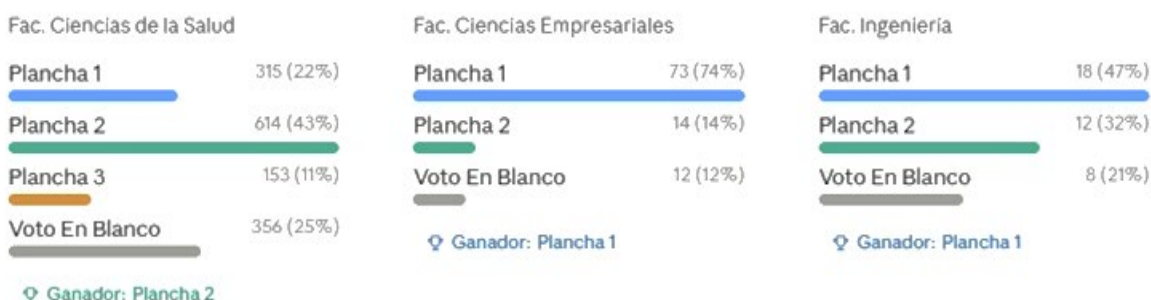 Fac. Ciencias de la Salud
Plancha 1 315 (22%)
Plancha 2 614 (43%)
Plancha 3 153 (11%)
Voto En Blanco 356 (25%)
Ganador: Plancha 2
Fac. Ciencias Empresariales
Plancha 1 73 (74%)
Plancha 2 14 (14%)
Voto En Blanco 12 (12%)
Ganador: Plancha 1
Fac. Ingeniería
Plancha 1 18 (47%)
Plancha 2 12 (32%)
Voto En Blanco 8 (21%)
Ganador: Plancha 1